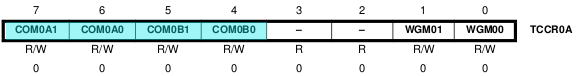 7 6 5 4 3 2 1 0
COM0A1 COM0A0 COM0B1 COM0B0 – – WGM01 WGM00 TCCR0A
R/W R/W R/W R/W R R R/W R/W
0 0 0 0 0 0 0 0